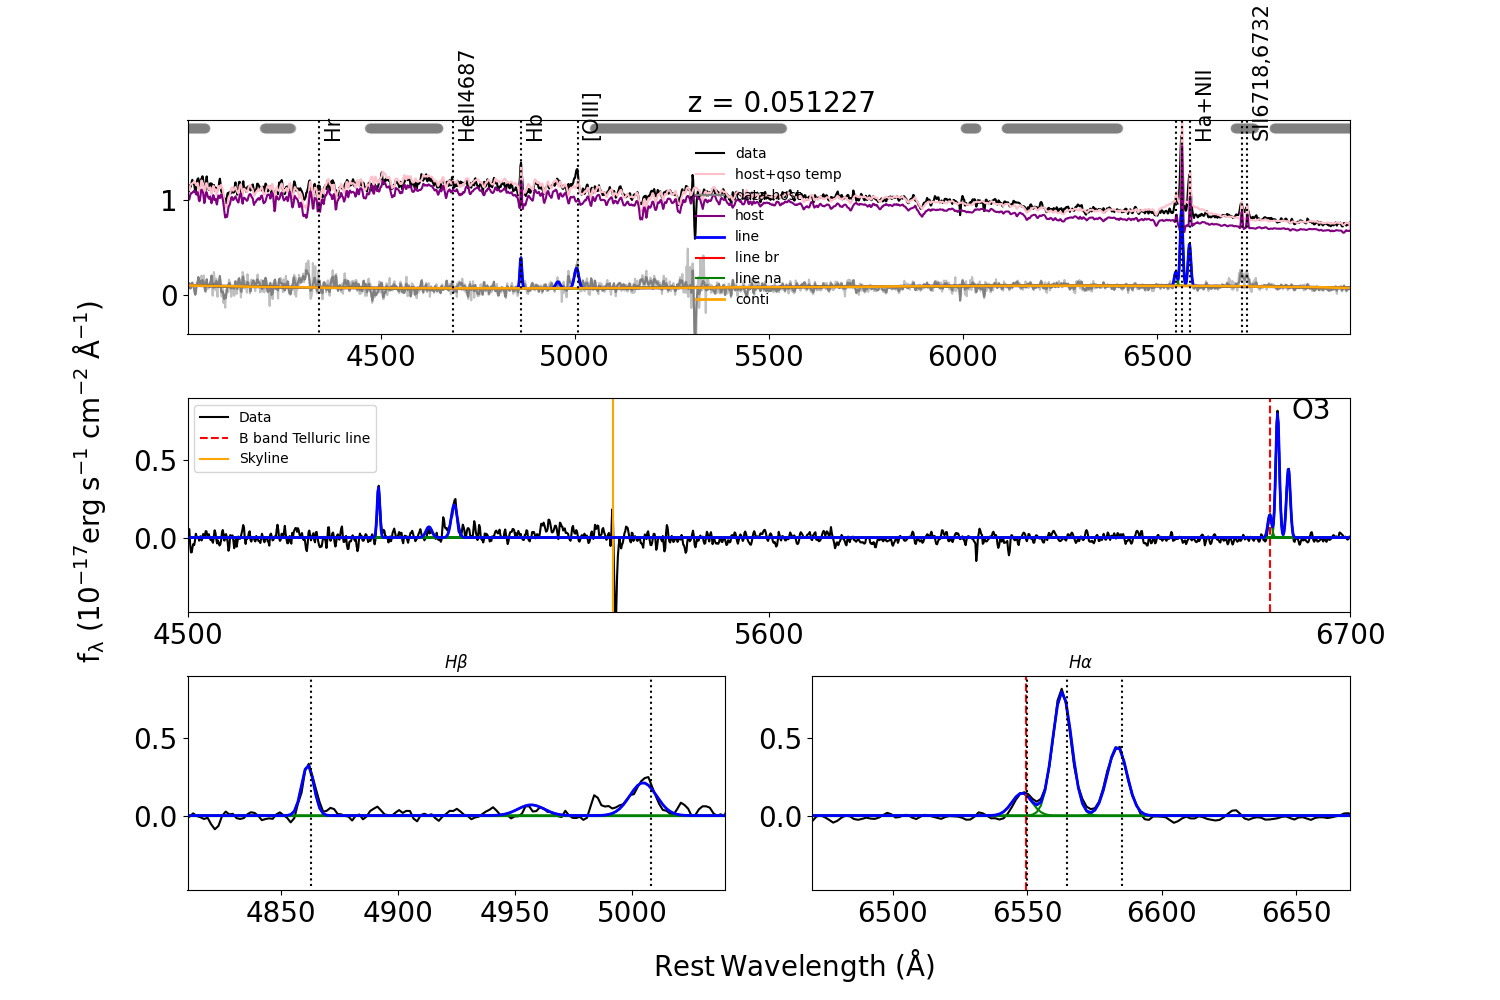 z = 0.051227
Hr
HeII4687
Hb
[OIII]
Ha+NII
SII6718,6732
data
host+qso temp
data-host
host
line
line br
line na
conti
1
0
4500
5000
5500
6000
6500
f_λ (10^−17 erg s^−1 cm^−2 Å^−1)
Data
B band Telluric line
Skyline
O3
0.5
0.0
4500
5600
6700
Hβ
0.5
0.0
4850
4900
4950
5000
Hα
0.5
0.0
6500
6550
6600
6650
Rest Wavelength (Å)